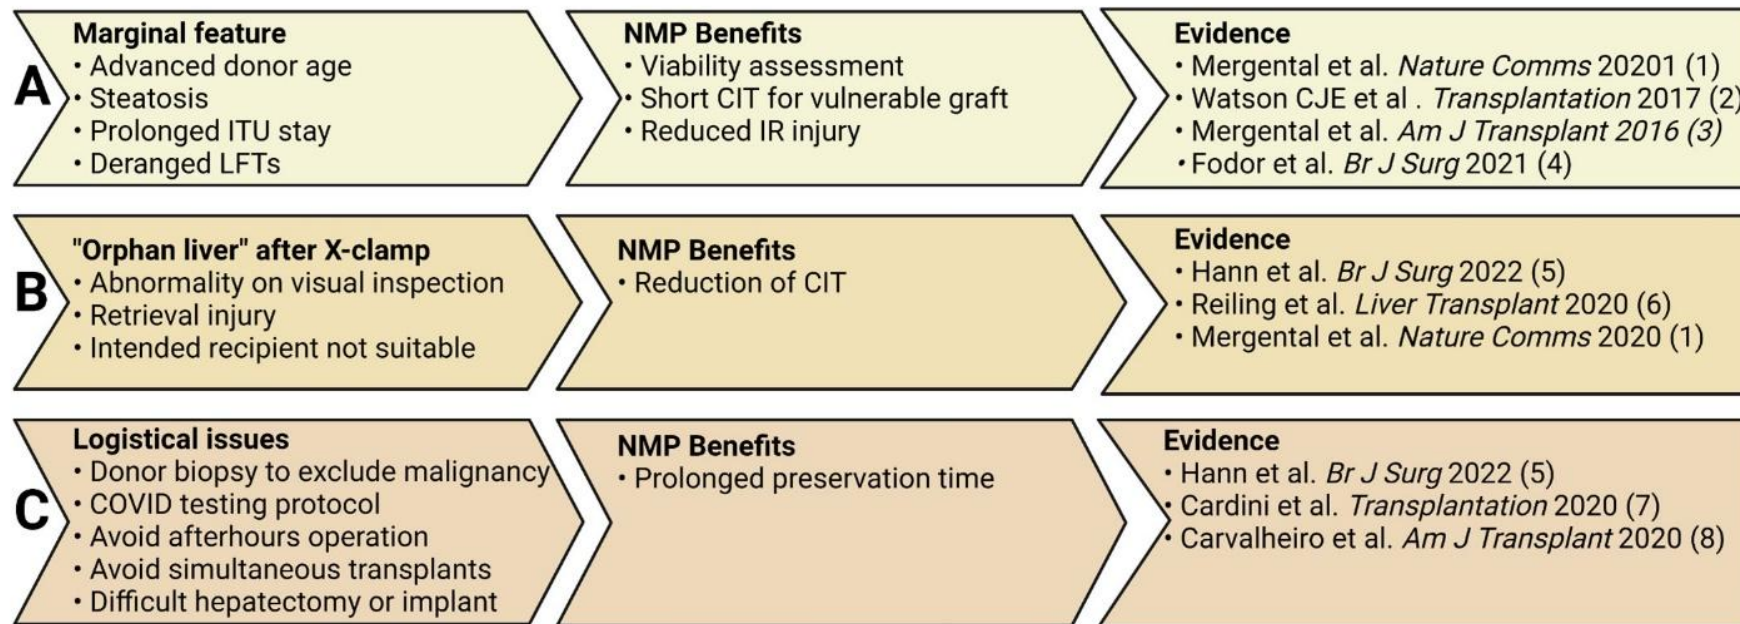 A
Marginal feature
• Advanced donor age
• Steatosis
• Prolonged ITU stay
• Deranged LFTs
NMP Benefits
• Viability assessment
• Short CIT for vulnerable graft
• Reduced IR injury
Evidence
• Mergental et al. Nature Comms 20201 (1)
• Watson CJE et al . Transplantation 2017 (2)
• Mergental et al. Am J Transplant 2016 (3)
• Fodor et al. Br J Surg 2021 (4)
B
"Orphan liver" after X-clamp
• Abnormality on visual inspection
• Retrieval injury
• Intended recipient not suitable
NMP Benefits
• Reduction of CIT
Evidence
• Hann et al. Br J Surg 2022 (5)
• Reiling et al. Liver Transplant 2020 (6)
• Mergental et al. Nature Comms 2020 (1)
C
Logistical issues
• Donor biopsy to exclude malignancy
• COVID testing protocol
• Avoid afterhours operation
• Avoid simultaneous transplants
• Difficult hepatectomy or implant
NMP Benefits
• Prolonged preservation time
Evidence
• Hann et al. Br J Surg 2022 (5)
• Cardini et al. Transplantation 2020 (7)
• Carvalheiro et al. Am J Transplant 2020 (8)